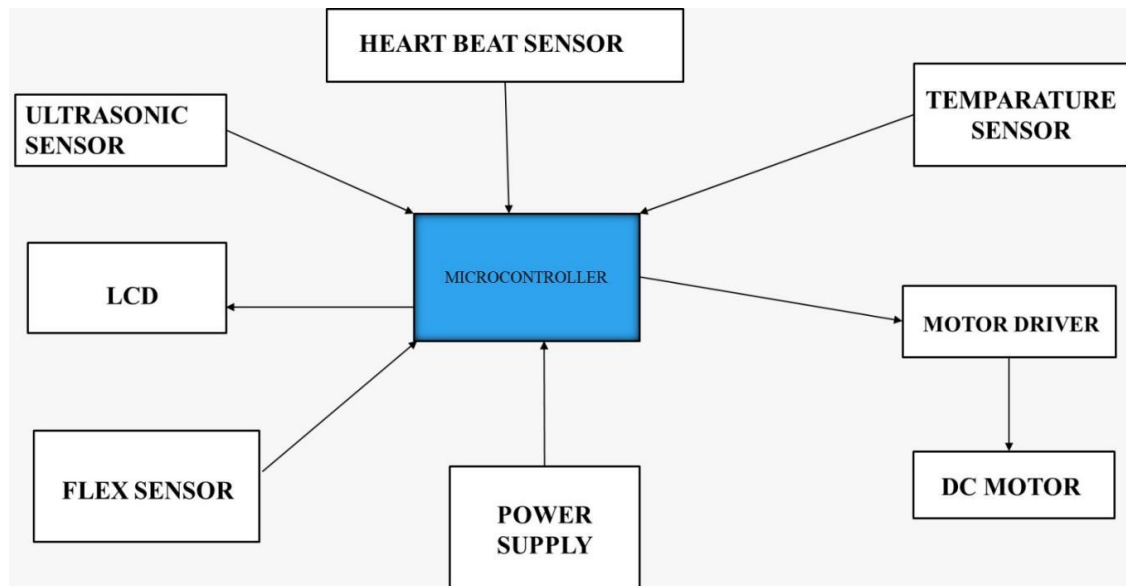 HEART BEAT SENSOR
ULTRASONIC
SENSOR
TEMPARATURE
SENSOR
MICROCONTROLLER
LCD
MOTOR DRIVER
FLEX SENSOR
POWER
SUPPLY
DC MOTOR